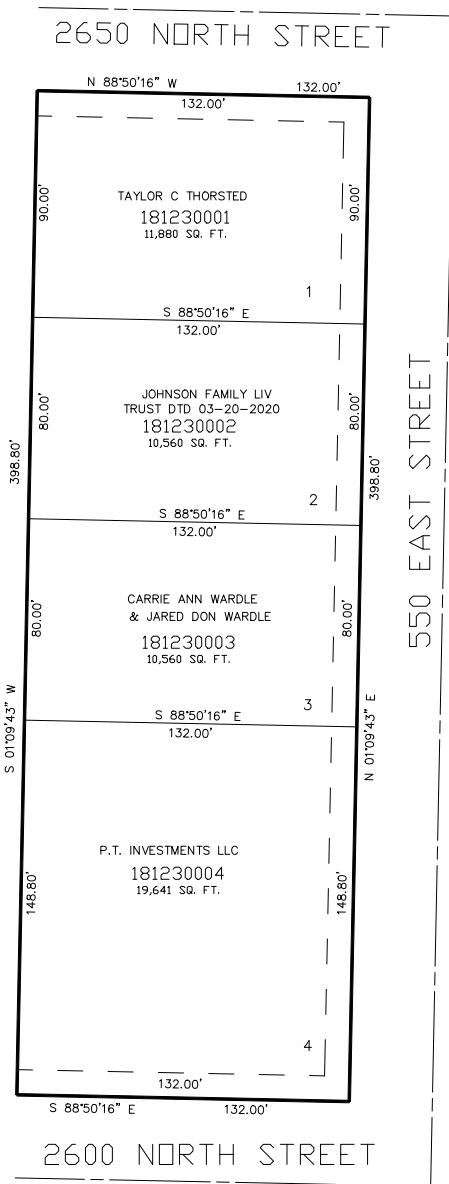 2650 NORTH STREET
N 88°50'16" W
132.00'
132.00'
90.00'
90.00'
TAYLOR C THORSTED
181230001
11,880 SQ. FT.
1
S 88°50'16" E
132.00'
80.00'
80.00'
JOHNSON FAMILY LIV
TRUST DTD 03-20-2020
181230002
10,560 SQ. FT.
398.80'
398.80'
550 EAST STREET
2
S 88°50'16" E
132.00'
80.00'
80.00'
CARRIE ANN WARDLE
& JARED DON WARDLE
181230003
10,560 SQ. FT.
3
S 01°09'43" W
N 01°09'43" E
S 88°50'16" E
132.00'
P.T. INVESTMENTS LLC
181230004
19,641 SQ. FT.
148.80'
148.80'
4
132.00'
S 88°50'16" E
132.00'
2600 NORTH STREET